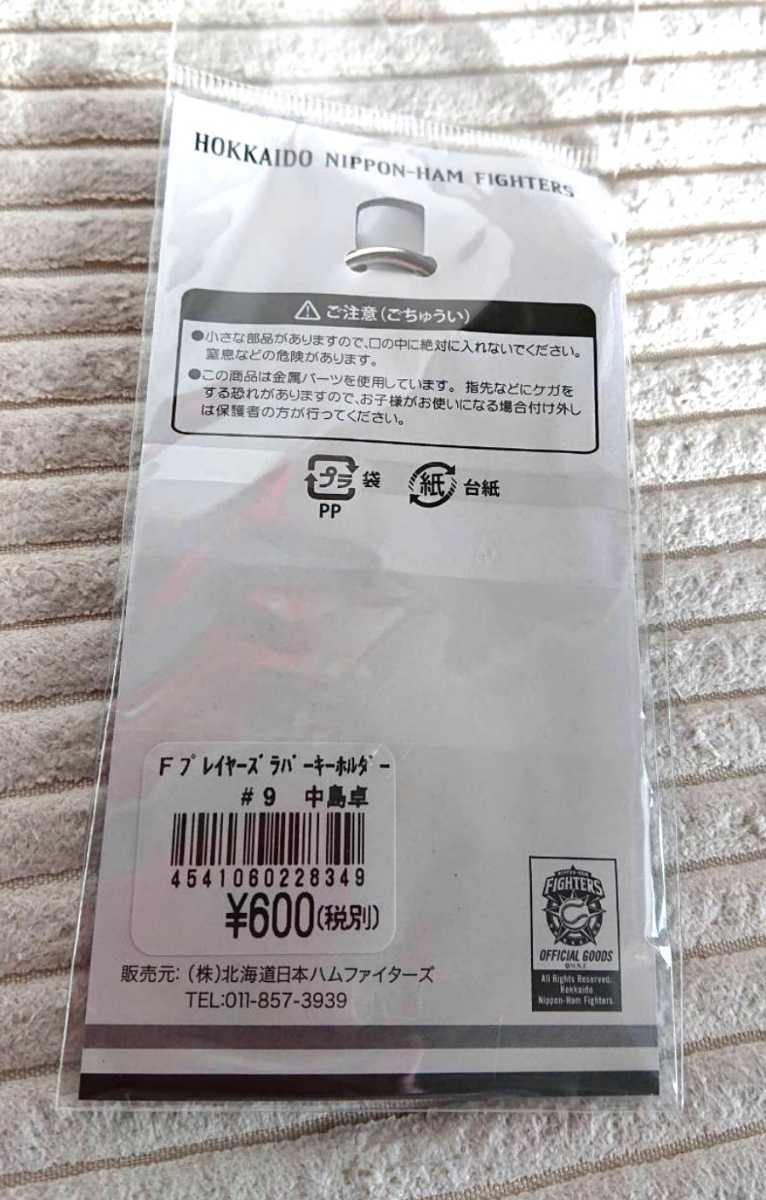 HOKKAIDO NIPPON-HAM FIGHTERS
ご注意(ごちゅうい)
●小さな部品がありますので、口の中に絶対に入れないでください。
窒息などの危険があります。
●この商品は金属パーツを使用しています。指先などにケガを
する恐れがありますので、お子様がお使いになる場合付け外し
は保護者の方が行ってください。
プラ 袋
PP
紙 台紙
Fプレイヤーズラバーキーホルダー
#9 中島卓
4541060228349
¥600(税別)
販売元:(株)北海道日本ハムファイターズ
TEL:011-857-3939
NIPPON-HAM
FIGHTERS
OFFICIAL GOODS
All Rights Reserved.
Hokkaido
Nippon-Ham Fighters.